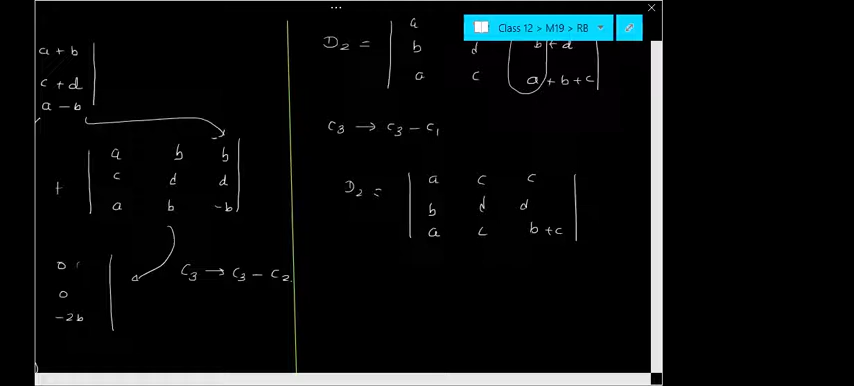 a + b
c + d
a - b
+ | a b b |
| c d d |
| a b -b |
0
0
-2b
C3 → C3 - C2
Class 12 > M19 > RB
D2 = | a
b d b + d
a c a + b + c |
C3 → C3 - C1
D2 = | a c c |
| b d d |
| a c b + c |